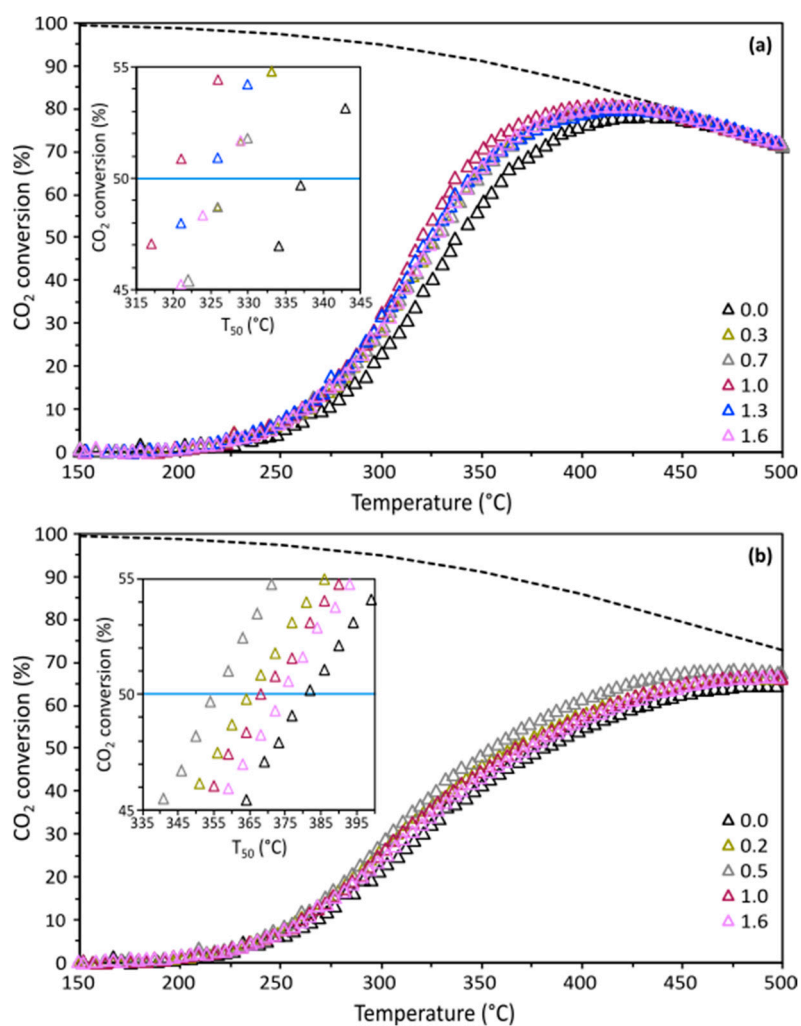 100
90
80
70
60
50
40
30
20
10
0
CO₂ conversion (%)
(a)
55
50
45
CO₂ conversion (%)
315 320 325 330 335 340 345
T₅₀ (°C)
0.0
0.3
0.7
1.0
1.3
1.6
150 200 250 300 350 400 450 500
Temperature (°C)
100
90
80
70
60
50
40
30
20
10
0
CO₂ conversion (%)
(b)
55
50
45
CO₂ conversion (%)
335 345 355 365 375 385 395
T₅₀ (°C)
0.0
0.2
0.5
1.0
1.6
150 200 250 300 350 400 450 500
Temperature (°C)